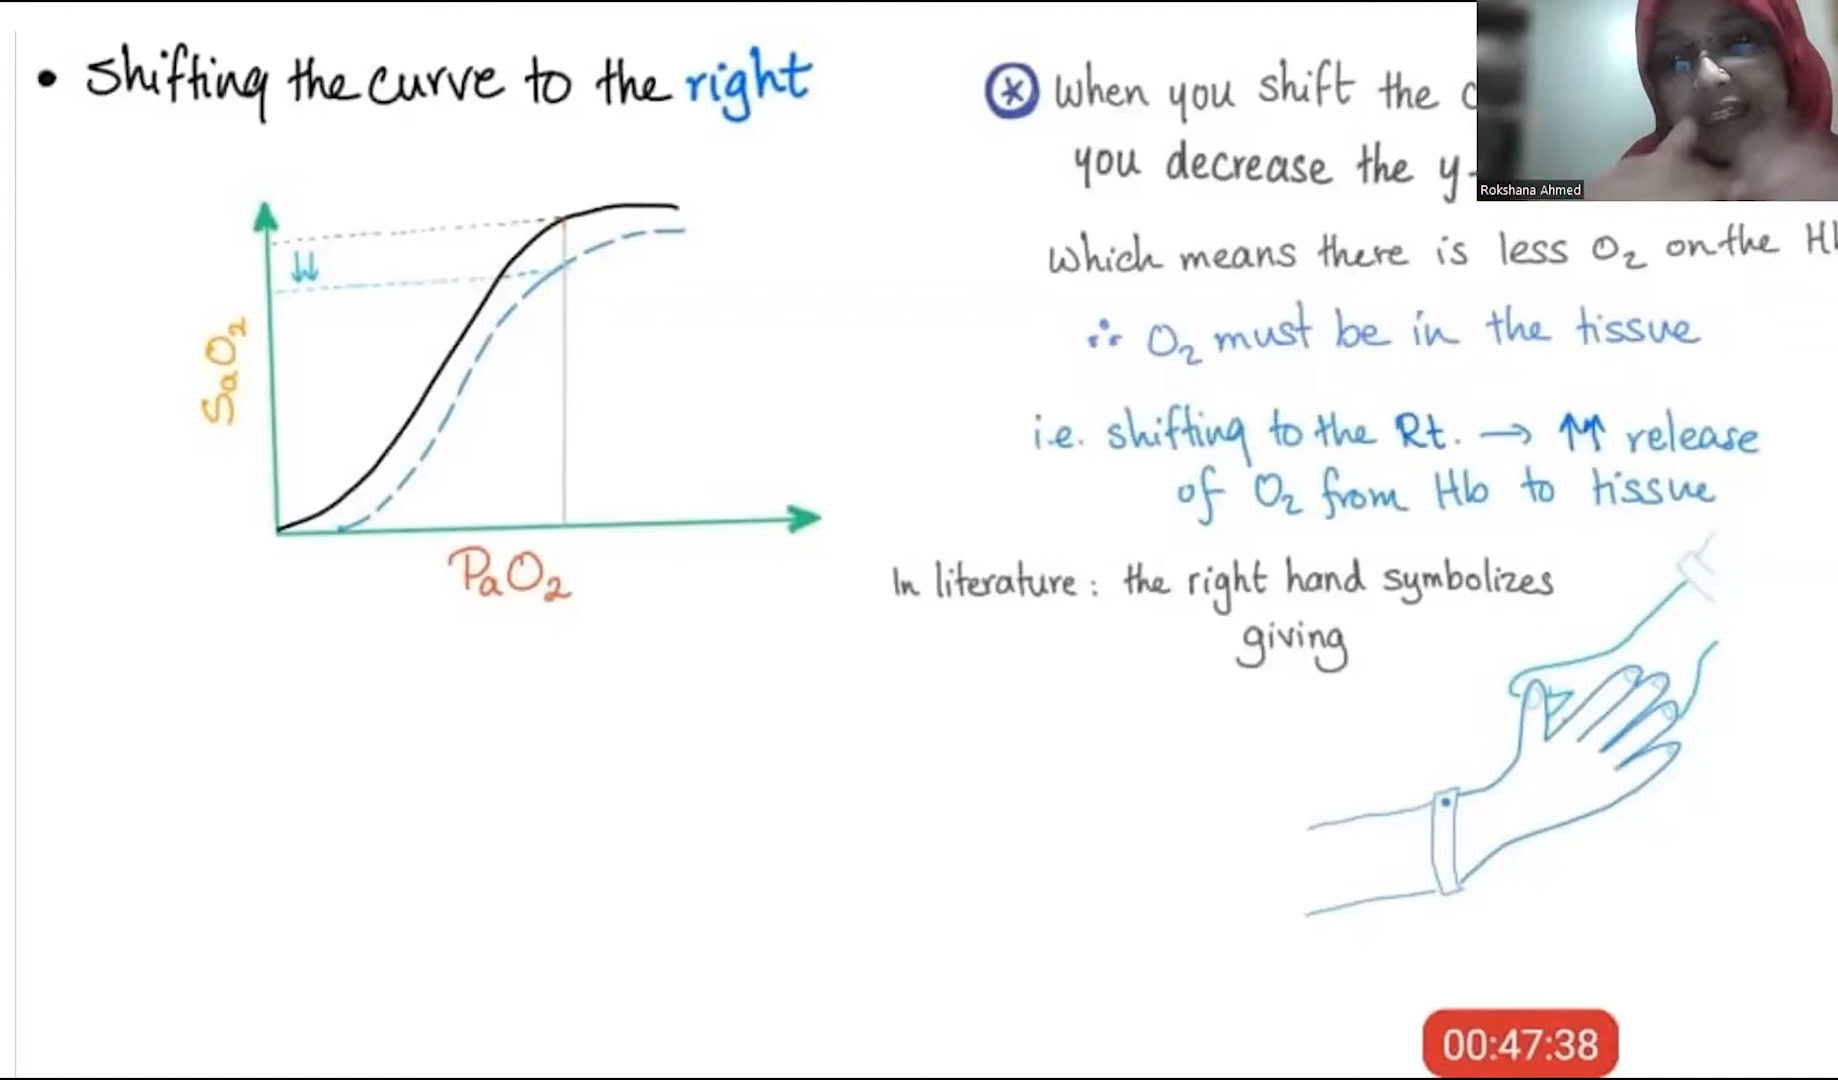 • Shifting the curve to the right
SaO₂
PaO₂
⊛ When you shift the
you decrease the y-
which means there is less O₂ on the
∴ O₂ must be in the tissue
i.e. shifting to the Rt. → ↑↑ release
of O₂ from Hb to tissue
In literature: the right hand symbolizes
giving
Rokshana Ahmed
00:47:38